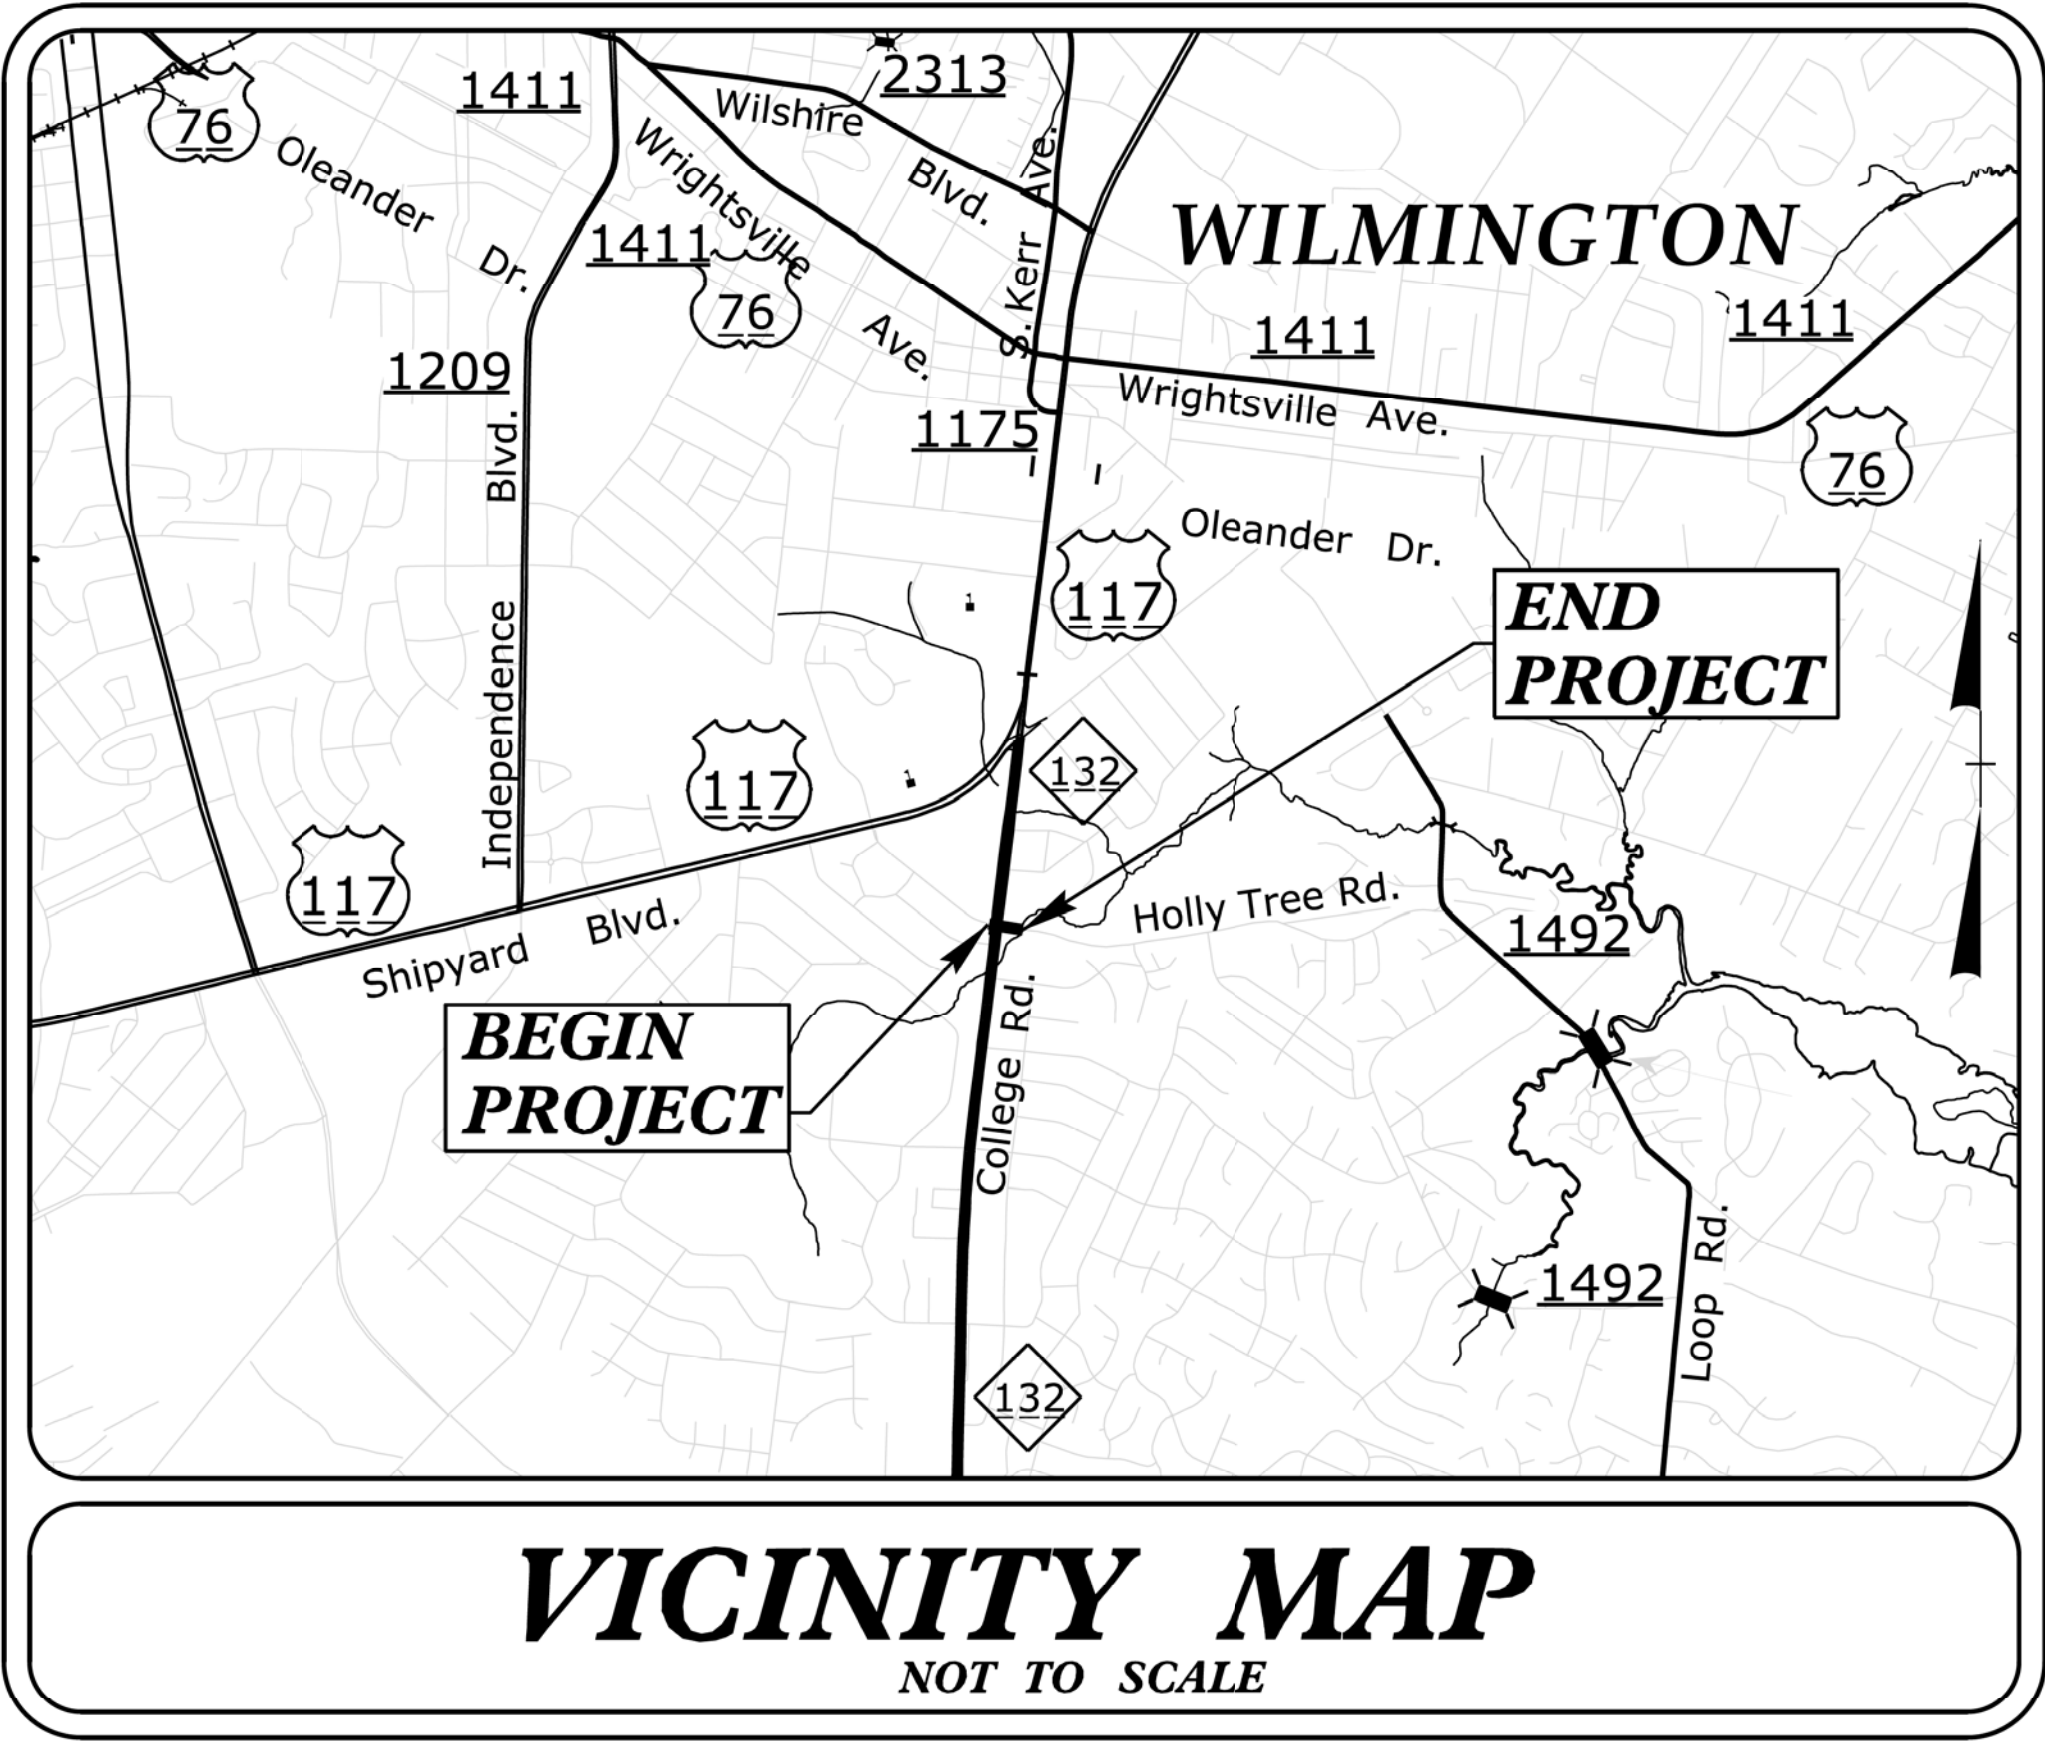 2313
1411
76
Wilshire
Wrightsville
Oleander
Blvd.
Ave.
WILMINGTON
1411
Dr.
S. Kerr
76
1411
1411
Ave.
1209
Wrightsville Ave.
1175
Blvd.
76
Oleander Dr.
117
END
PROJECT
Independence
132
117
117
Holly Tree Rd.
Shipyard Blvd.
1492
BEGIN
PROJECT
College Rd.
1492
Loop Rd.
132
VICINITY MAP
NOT TO SCALE